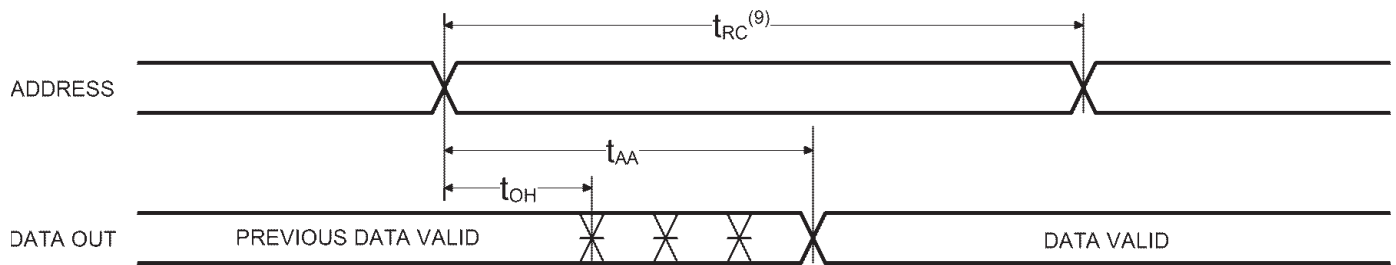 tRC(9)
ADDRESS
tAA
tOH
DATA OUT PREVIOUS DATA VALID DATA VALID